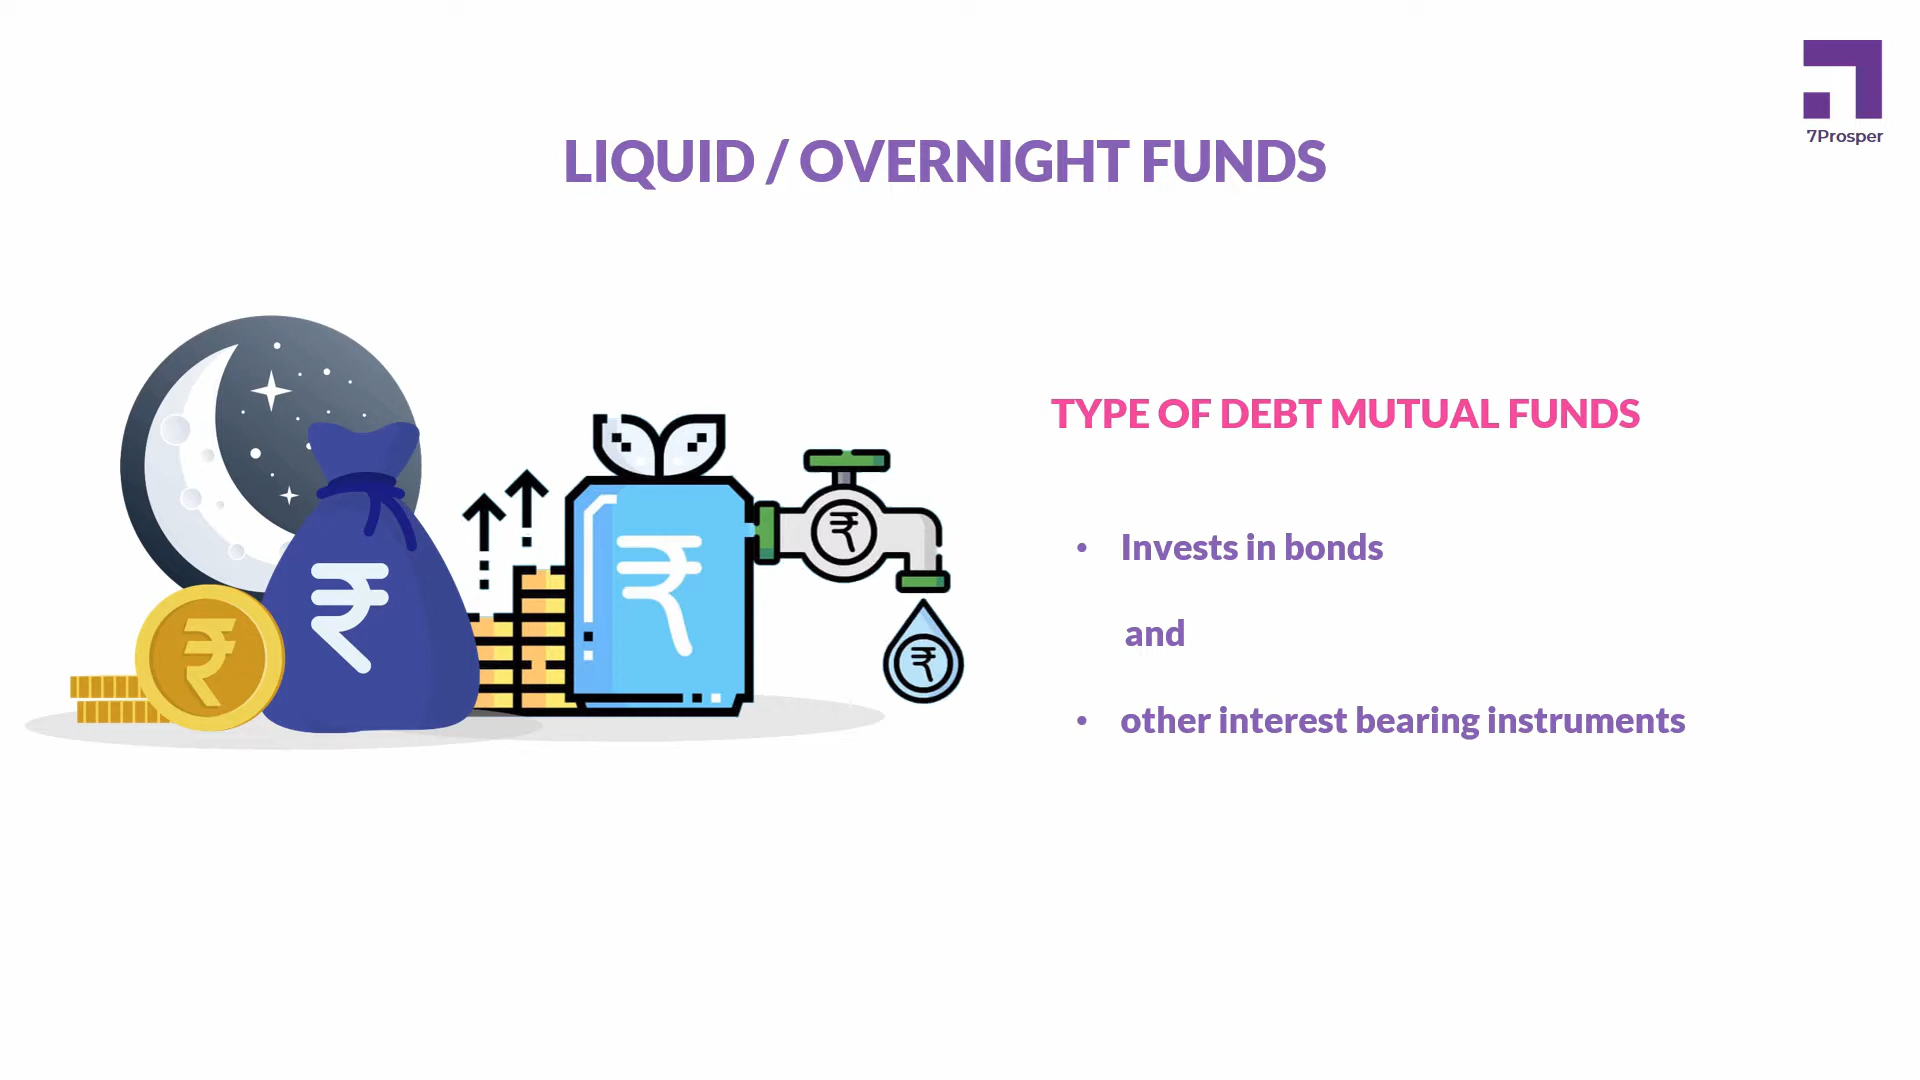 7Prosper
LIQUID / OVERNIGHT FUNDS
₹
₹
₹
₹
₹
TYPE OF DEBT MUTUAL FUNDS
• Invests in bonds
and
• other interest bearing instruments